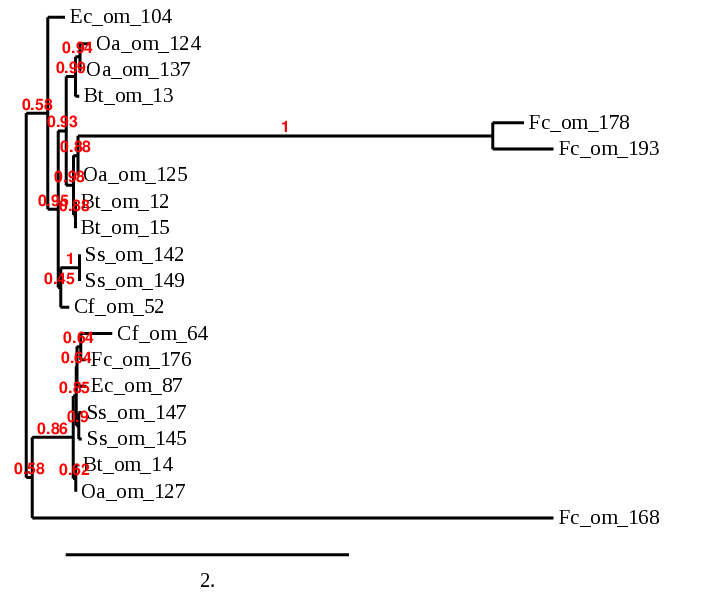 Ec_om_104
0.94 Oa_om_124
0.99 Oa_om_137
Bt_om_13
0.58
0.93
1
Fc_om_178
0.88
Fc_om_193
0.98 Oa_om_125
0.95 0.88 Bt_om_12
Bt_om_15
1 Ss_om_142
0.45 Ss_om_149
Cf_om_52
0.64 Cf_om_64
0.64 Fc_om_176
0.85 Ec_om_87
0.9 Ss_om_147
0.86 Ss_om_145
0.58 0.62 Bt_om_14
Oa_om_127
Fc_om_168
2.